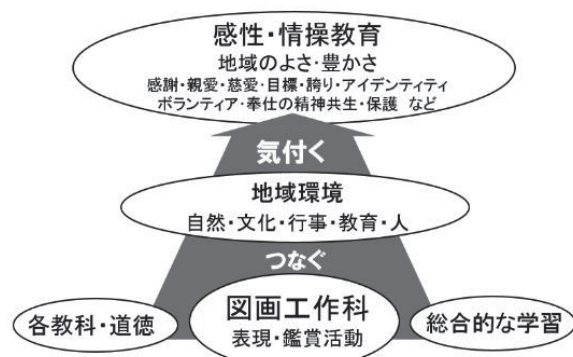 感性・情操教育
地域のよさ・豊かさ
感謝・親愛・慈愛・目標・誇り・アイデンティティ
ボランティア・奉仕の精神共生・保護 など
気付く
地域環境
自然・文化・行事・教育・人
つなぐ
各教科・道徳
図画工作科
表現・鑑賞活動
総合的な学習